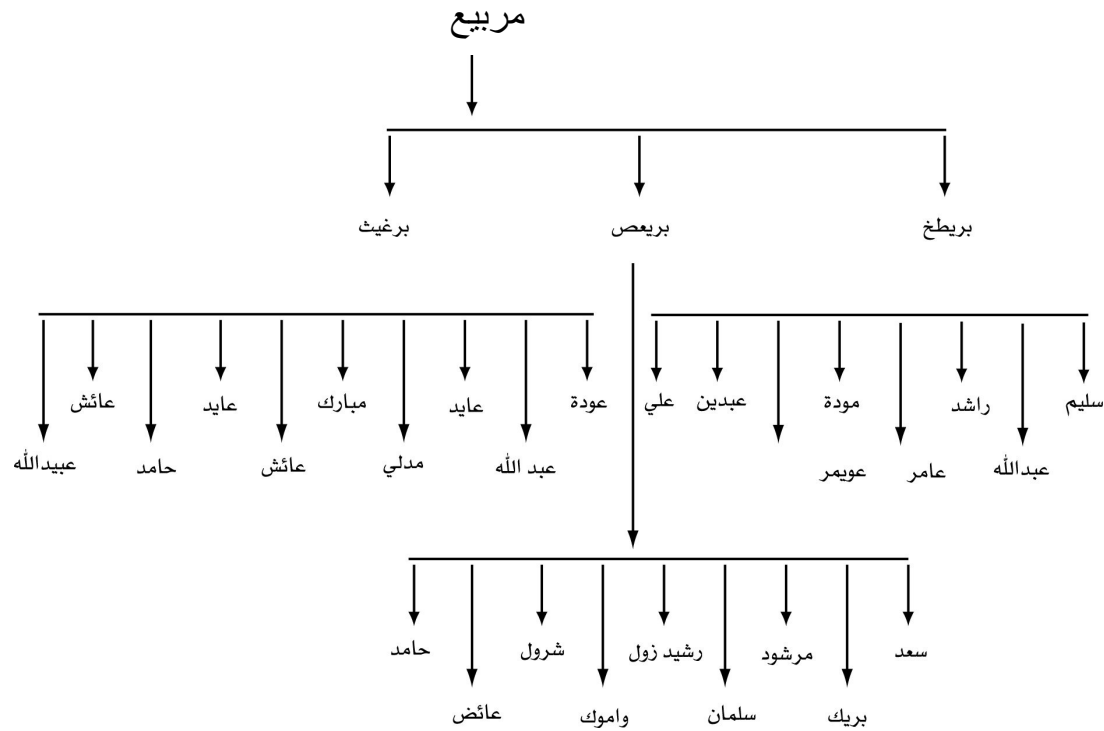 مربيع
بريطخ بريعص برغيث
سليم راشد مودة عبدين علي عودة عايد مبارك عايد عائش
عبدالله عامر عويمر عبد الله مدلي عائش حامد عبيدالله
سعد مرشود رشيد زول شرول حامد
بريك سلمان واموك عائض